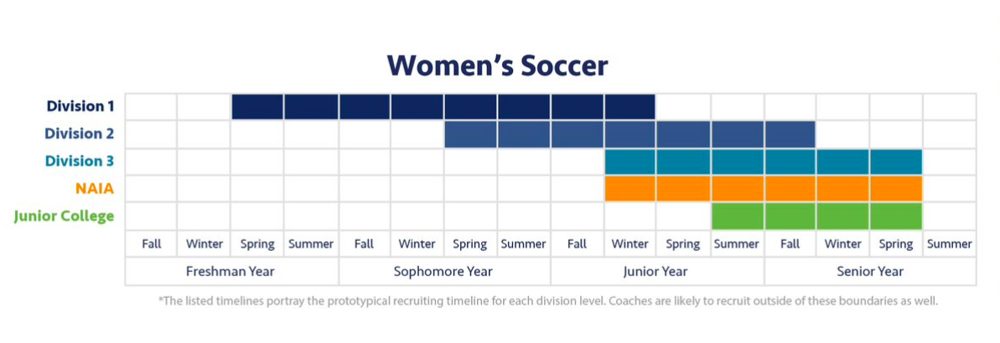 Women's Soccer
Division 1
Division 2
Division 3
NAIA
Junior College
Fall Winter Spring Summer Fall Winter Spring Summer Fall Winter Spring Summer Fall Winter Spring Summer
Freshman Year Sophomore Year Junior Year Senior Year
*The listed timelines portray the prototypical recruiting timeline for each division level. Coaches are likely to recruit outside of these boundaries as well.